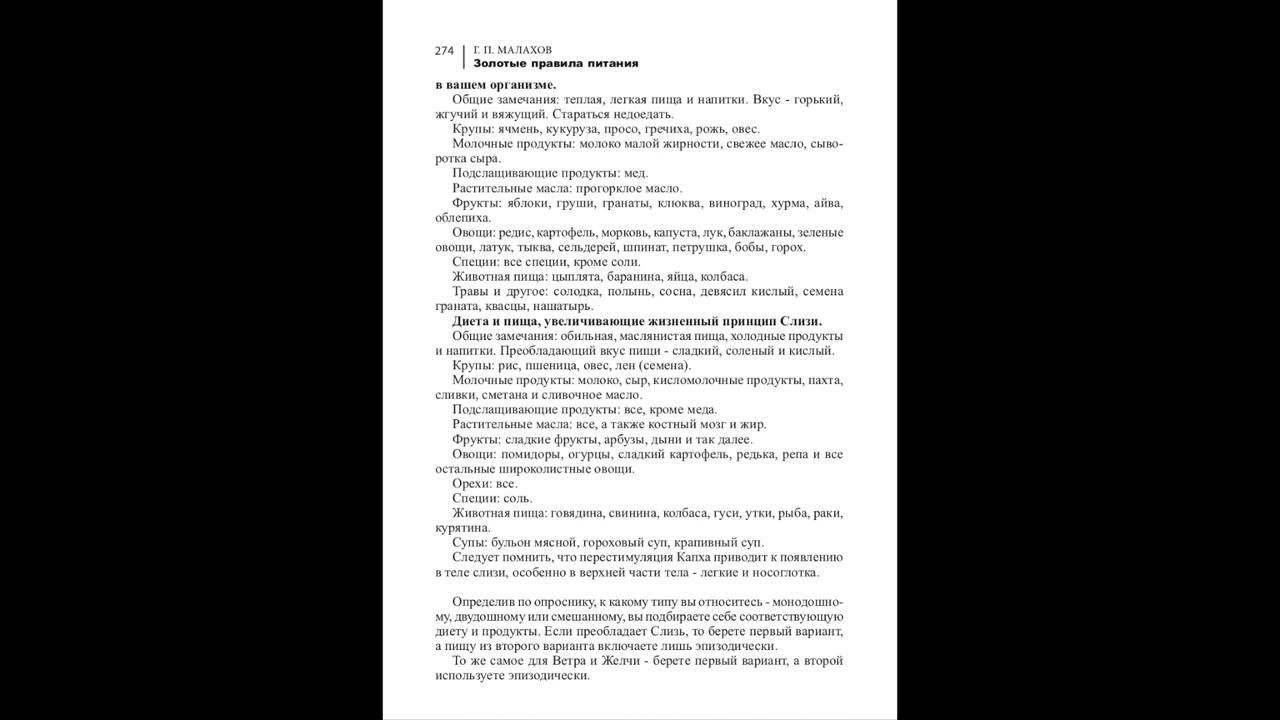 274
Г. П. МАЛАХОВ
Золотые правила питания
в вашем организме.
Общие замечания: теплая, легкая пища и напитки. Вкус - горький,
жгучий и вяжущий. Стараться недоедать.
Крупы: ячмень, кукуруза, просо, гречиха, рожь, овес.
Молочные продукты: молоко малой жирности, свежее масло, сыво-
ротка сыра.
Подслащивающие продукты: мед.
Растительные масла: прогорклое масло.
Фрукты: яблоки, груши, гранаты, клюква, виноград, хурма, айва,
облепиха.
Овощи: редис, картофель, морковь, капуста, лук, баклажаны, зеленые
овощи, латук, тыква, сельдерей, шпинат, петрушка, бобы, горох.
Специи: все специи, кроме соли.
Животная пища: цыплята, баранина, яйца, колбаса.
Травы и другое: солодка, полынь, сосна, девясил кислый, семена
граната, квасцы, нашатырь.
Диета и пища, увеличивающие жизненный принцип Слизи.
Общие замечания: обильная, маслянистая пища, холодные продукты
и напитки. Преобладающий вкус пищи - сладкий, соленый и кислый.
Крупы: рис, пшеница, овес, лен (семена).
Молочные продукты: молоко, сыр, кисломолочные продукты, пахта,
сливки, сметана и сливочное масло.
Подслащивающие продукты: все, кроме меда.
Растительные масла: все, а также костный мозг и жир.
Фрукты: сладкие фрукты, арбузы, дыни и так далее.
Овощи: помидоры, огурцы, сладкий картофель, редька, репа и все
остальные широколистные овощи.
Орехи: все.
Специи: соль.
Животная пища: говядина, свинина, колбаса, гуси, утки, рыба, раки,
курятина.
Супы: бульон мясной, гороховый суп, крапивный суп.
Следует помнить, что перестимуляция Капха приводит к появлению
в теле слизи, особенно в верхней части тела - легкие и носоглотка.
Определив по опроснику, к какому типу вы относитесь - монодошно-
му, двудошному или смешанному, вы подбираете себе соответствующую
диету и продукты. Если преобладает Слизь, то берете первый вариант,
а пищу из второго варианта включаете лишь эпизодически.
То же самое для Ветра и Желчи - берете первый вариант, а второй
используете эпизодически.